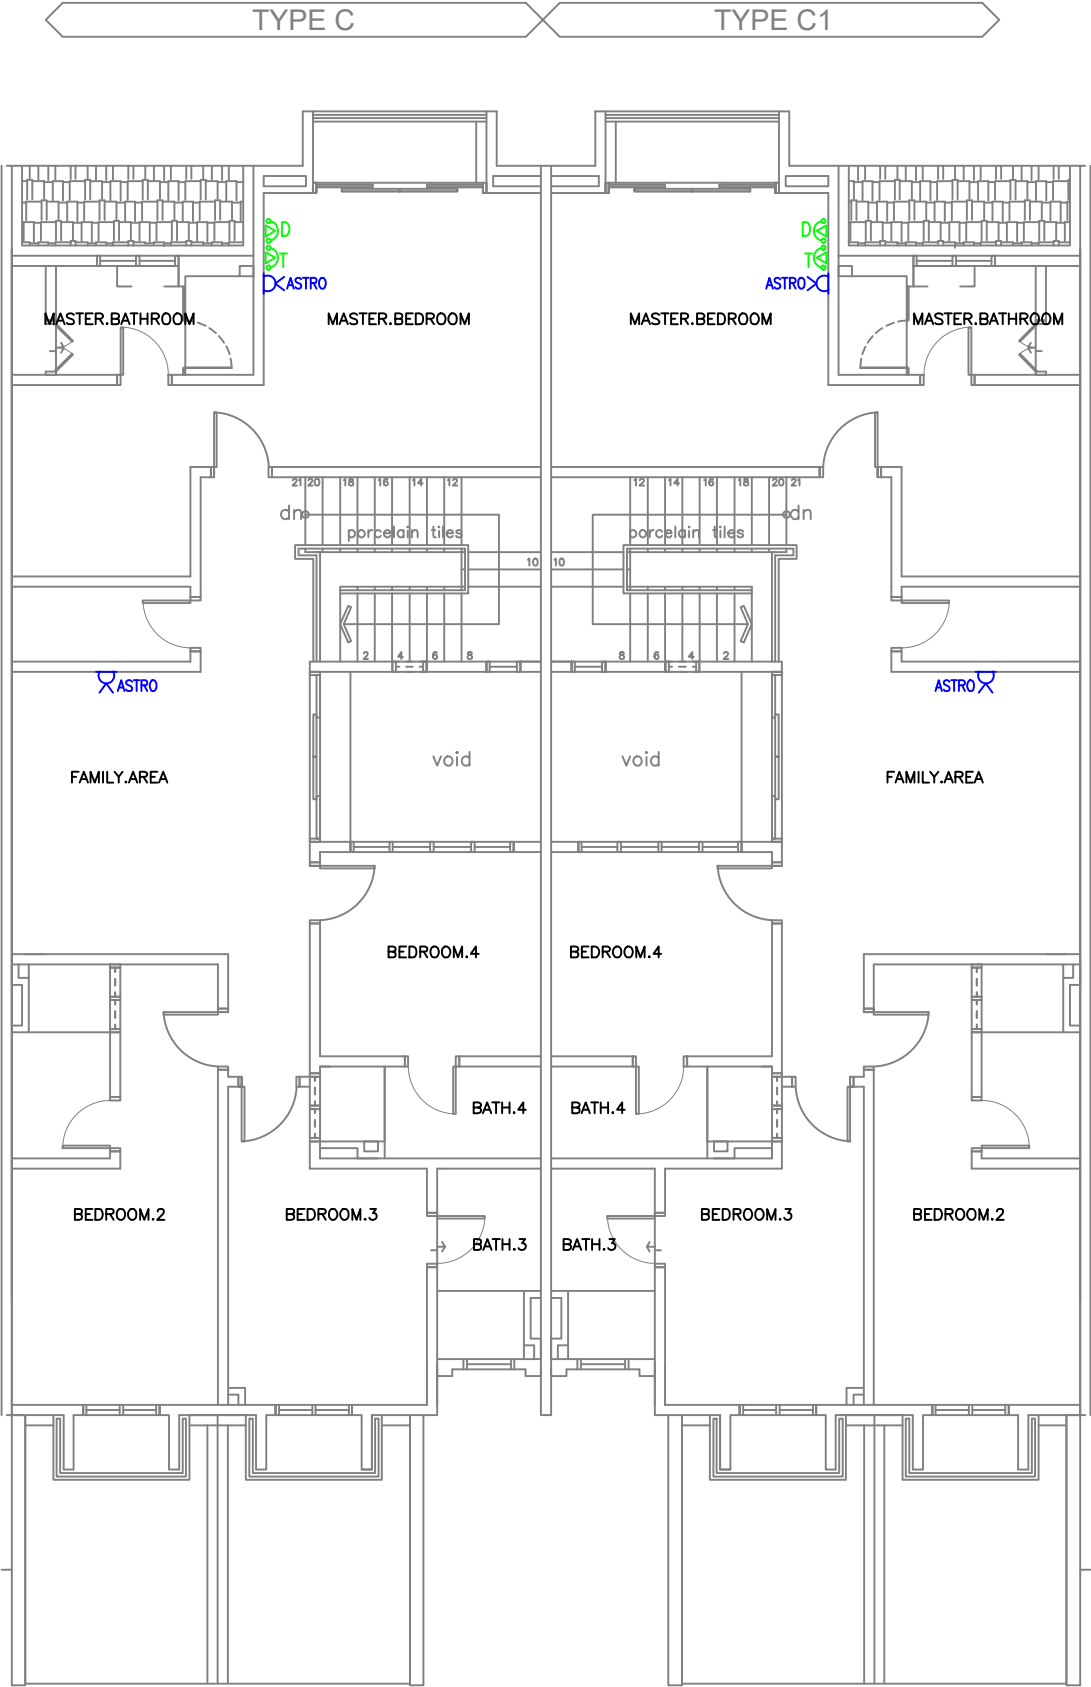 TYPE C TYPE C1
D D
T T
ASTRO ASTRO
MASTER.BATHROOM MASTER.BEDROOM MASTER.BEDROOM MASTER.BATHROOM
21 20 18 16 14 12 12 14 16 18 20 21
dn dn
porcelain tiles porcelain tiles
10 10
2 4 6 8 8 6 4 2
ASTRO ASTRO
void void
FAMILY.AREA FAMILY.AREA
BEDROOM.4 BEDROOM.4
BATH.4 BATH.4
BEDROOM.2 BEDROOM.3 BEDROOM.3 BEDROOM.2
BATH.3 BATH.3